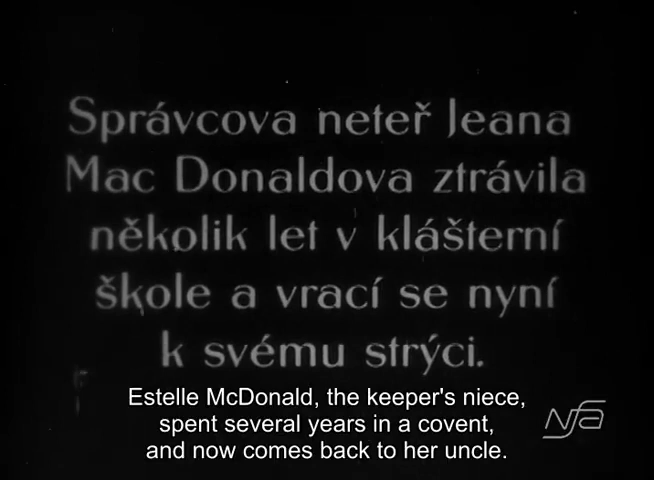 Správcova neteř Jeana
Mac Donaldova ztrávila
několik let v klášterní
škole a vrací se nyní
k svému strýci.
Estelle McDonald, the keeper's niece,
spent several years in a covent,
and now comes back to her uncle.
Nfa